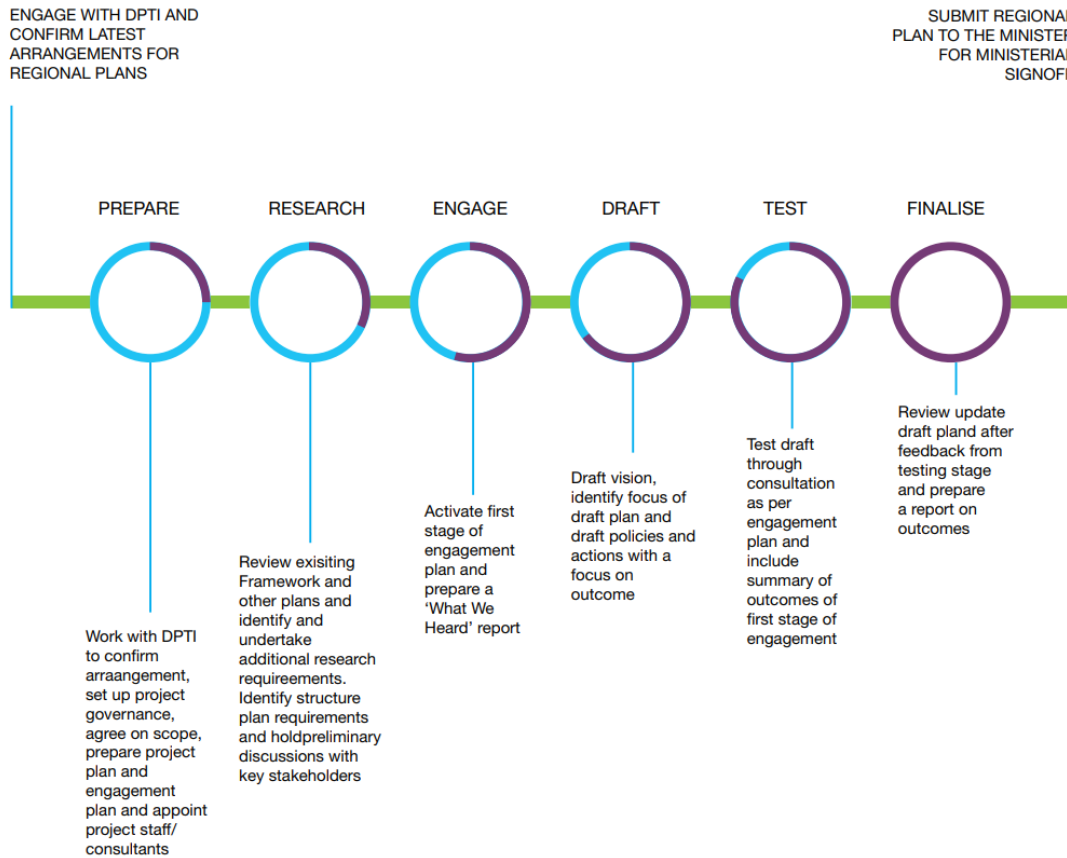 ENGAGE WITH DPTI AND
CONFIRM LATEST
ARRANGEMENTS FOR
REGIONAL PLANS
SUBMIT REGIONAL
PLAN TO THE MINISTER
FOR MINISTERIAL
SIGNOFF
PREPARE
RESEARCH
ENGAGE
DRAFT
TEST
FINALISE
Work with DPTI
to confirm
arraangement,
set up project
governance,
agree on scope,
prepare project
plan and
engagement
plan and appoint
project staff/
consultants
Review exisiting
Framework and
other plans and
identify and
undertake
additional research
requireements.
Identify structure
plan requirements
and holdpreliminary
discussions with
key stakeholders
Activate first
stage of
engagement
plan and
prepare a
‘What We
Heard’ report
Draft vision,
identify focus of
draft plan and
draft policies and
actions with a
focus on
outcome
Test draft
through
consultation
as per
engagement
plan and
include
summary of
outcomes of
first stage of
engagement
Review update
draft pland after
feedback from
testing stage
and prepare
a report on
outcomes